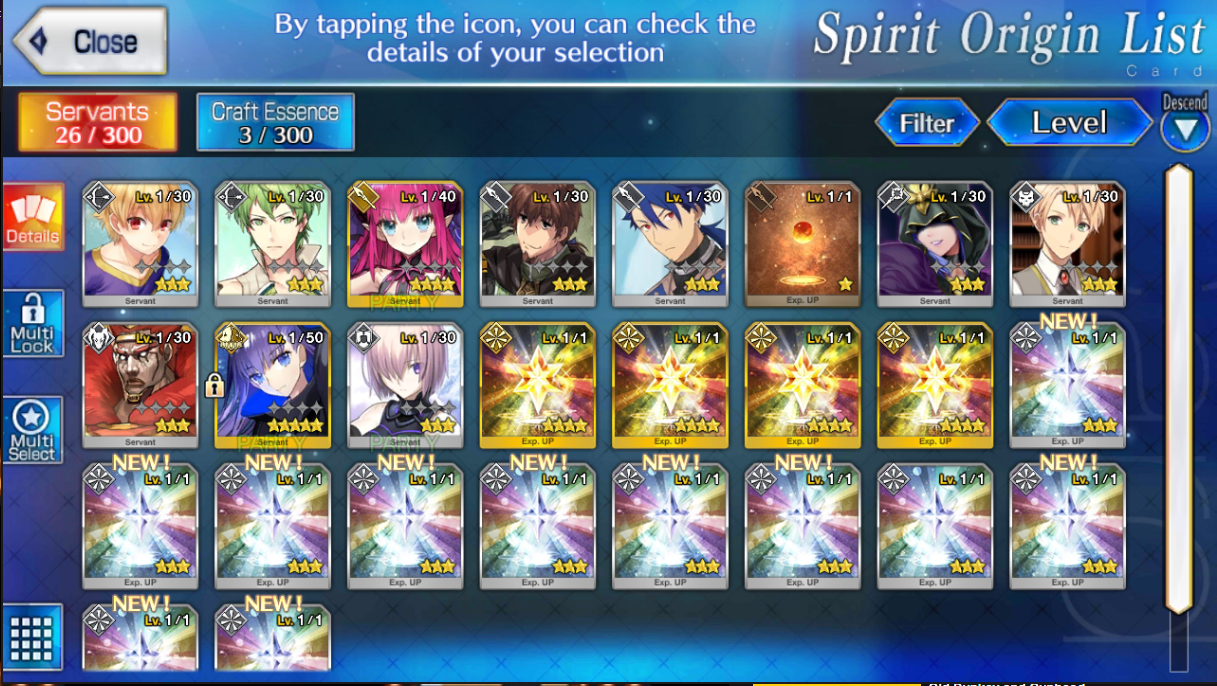 Close
By tapping the icon, you can check the
details of your selection
Spirit Origin List
Card
Servants
26 / 300
Craft Essence
3 / 300
Filter
Level
Descend
Details
Multi
Lock
Multi
Select
Lv. 1/30
Lv. 1/30
Lv. 1/40
Lv. 1/30
Lv. 1/30
Lv. 1/1
Lv. 1/30
Lv. 1/30
Servant
Servant
Servant
PARTY
Servant
Servant
Exp. UP
Servant
Servant
NEW!
Lv. 1/30
Lv. 1/50
Lv. 1/30
Lv. 1/1
Lv. 1/1
Lv. 1/1
Lv. 1/1
Lv. 1/1
Servant
Servant
PARTY
Servant
PARTY
Exp. UP
Exp. UP
Exp. UP
Exp. UP
Exp. UP
NEW!
NEW!
NEW!
NEW!
NEW!
NEW!
NEW!
Lv. 1/1
Lv. 1/1
Lv. 1/1
Lv. 1/1
Lv. 1/1
Lv. 1/1
Lv. 1/1
Lv. 1/1
Exp. UP
Exp. UP
Exp. UP
Exp. UP
Exp. UP
Exp. UP
Exp. UP
Exp. UP
NEW!
NEW!
Lv. 1/1
Lv. 1/1